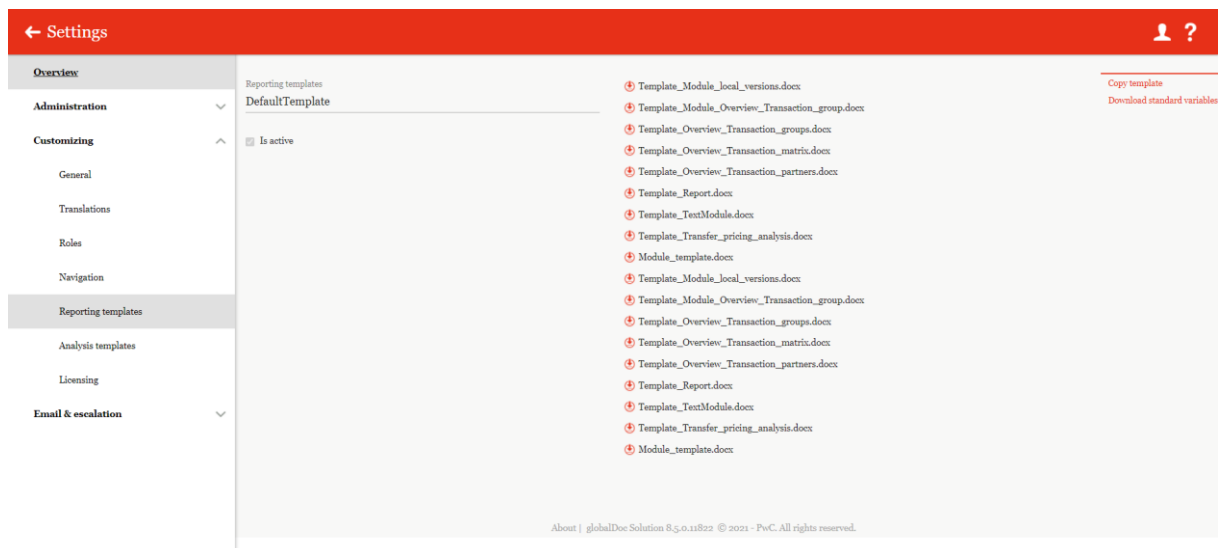 Settings
?
Overview
Administration
Customizing
General
Translations
Roles
Navigation
Reporting templates
Analysis templates
Licensing
Email & escalation
Reporting templates
DefaultTemplate
Is active
Template_Module_local_versions.docx
Template_Module_Overview_Transaction_group.docx
Template_Overview_Transaction_groups.docx
Template_Overview_Transaction_matrix.docx
Template_Overview_Transaction_partners.docx
Template_Report.docx
Template_TextModule.docx
Template_Transfer_pricing_analysis.docx
Module_template.docx
Template_Module_local_versions.docx
Template_Module_Overview_Transaction_group.docx
Template_Overview_Transaction_groups.docx
Template_Overview_Transaction_matrix.docx
Template_Overview_Transaction_partners.docx
Template_Report.docx
Template_TextModule.docx
Template_Transfer_pricing_analysis.docx
Module_template.docx
Copy template
Download standard variables
About | globalDoc Solution 8.5.0.11822 © 2021 - PwC. All rights reserved.